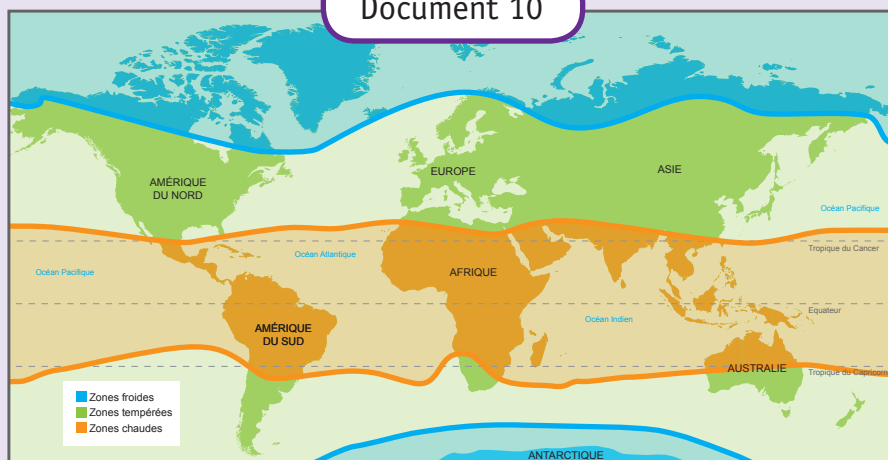 Document 10
AMÉRIQUE
DU NORD
EUROPE
ASIE
Océan Pacifique
Tropique du Cancer
Océan Atlantique
Océan Pacifique
AFRIQUE
Equateur
Océan Indien
AMÉRIQUE
DU SUD
AUSTRALIE
Tropique du Capricorne
Zones froides
Zones tempérées
Zones chaudes
ANTARCTIQUE